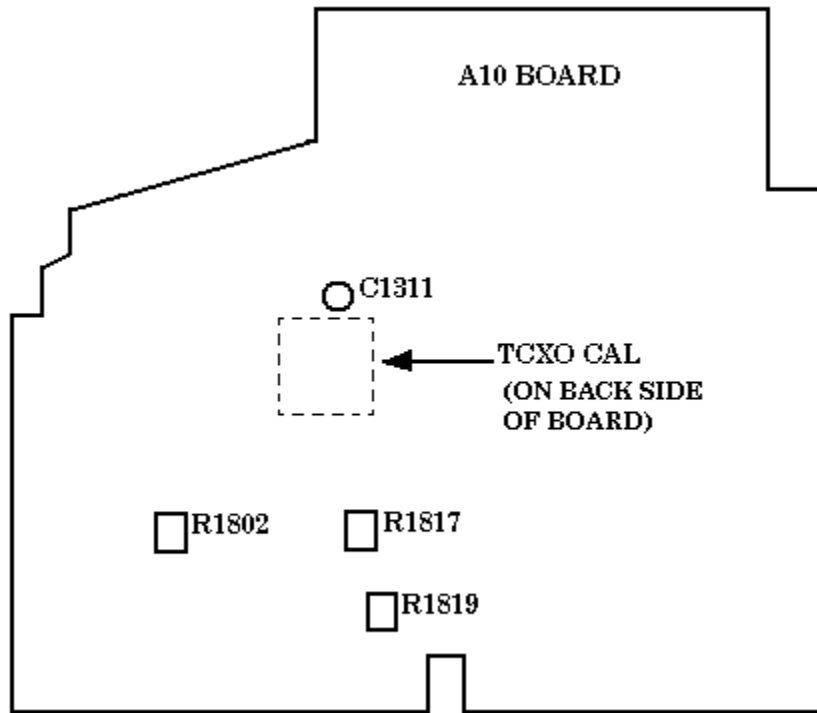 A10 BOARD
C1311
TCXO CAL
(ON BACK SIDE
OF BOARD)
R1802
R1817
R1819